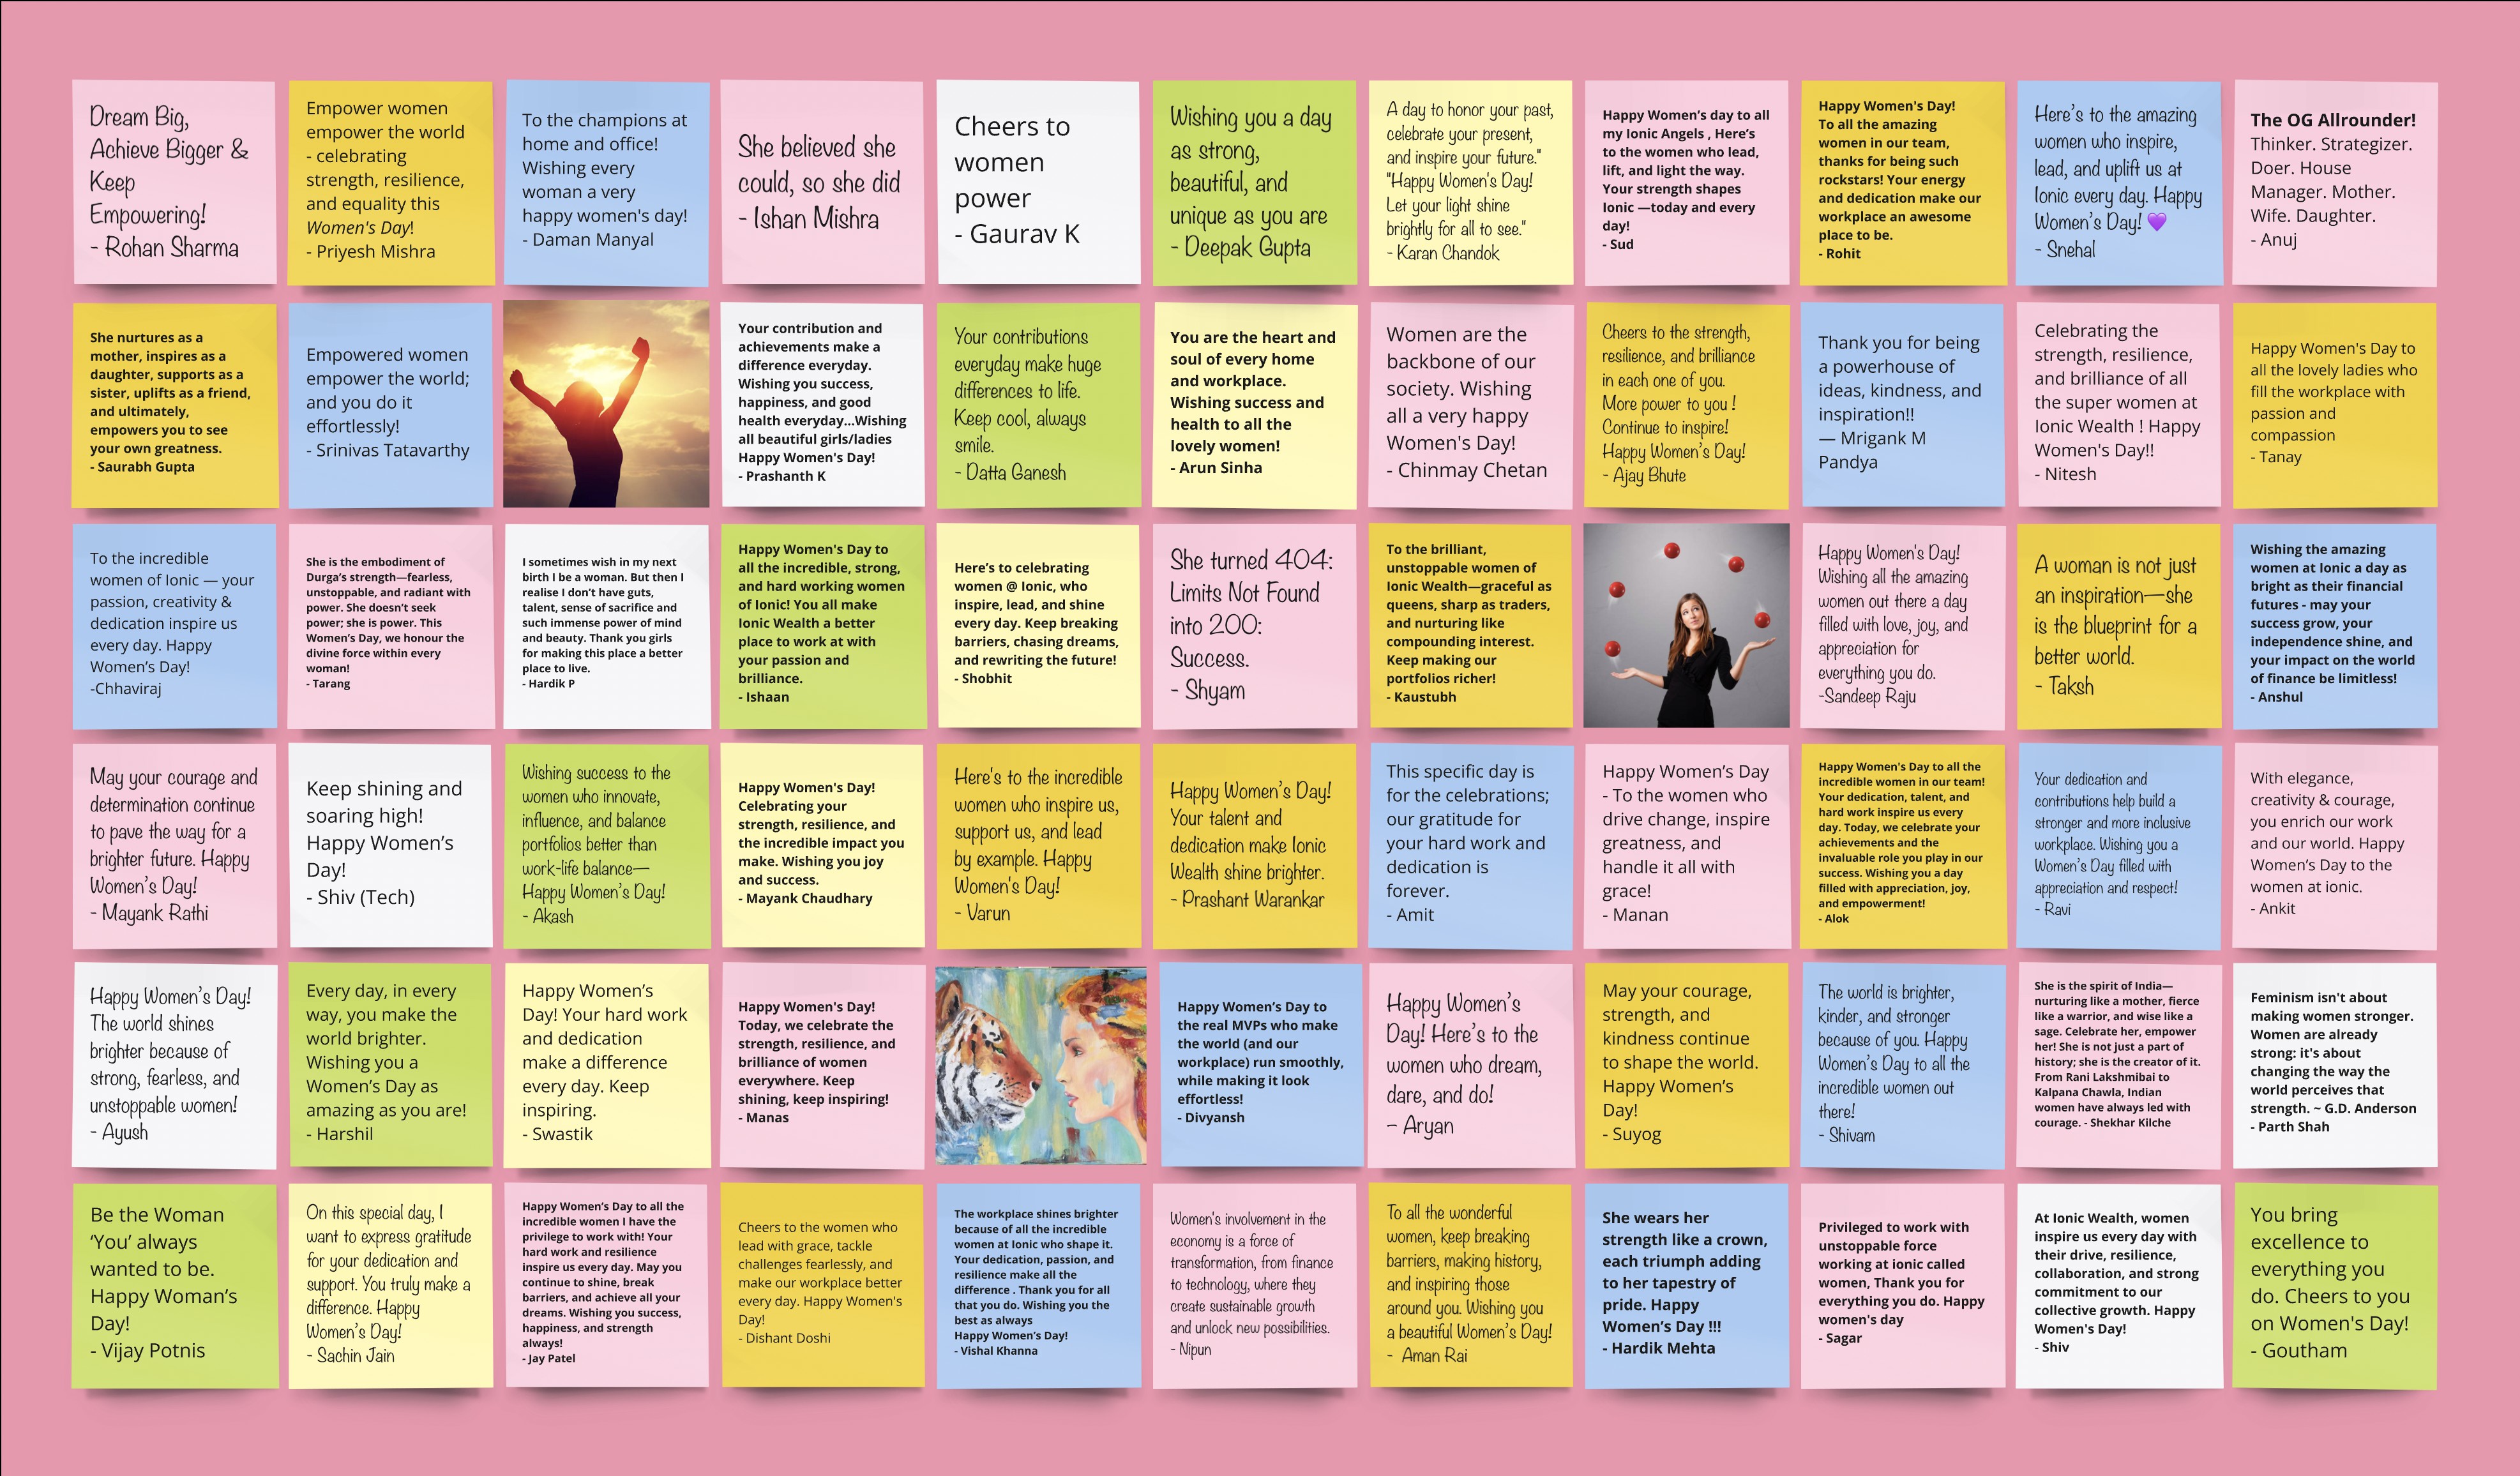 Dream Big,
Achieve Bigger &
Keep
Empowering!
- Rohan Sharma
Empower women
empower the world
- celebrating
strength, resilience,
and equality this
Women's Day!
- Priyesh Mishra
To the champions at
home and office!
Wishing every
woman a very
happy women's day!
- Daman Manyal
She believed she
could, so she did
- Ishan Mishra
Cheers to
women
power
- Gaurav K
Wishing you a day
as strong,
beautiful, and
unique as you are
- Deepak Gupta
A day to honor your past,
celebrate your present,
and inspire your future."
"Happy Women's Day!
Let your light shine
brightly for all to see."
- Karan Chandok
Happy Women's day to all
my Ionic Angels , Here's
to the women who lead,
lift, and light the way.
Your strength shapes
Ionic —today and every
day!
- Sud
Happy Women's Day!
To all the amazing
women in our team,
thanks for being such
rockstars! Your energy
and dedication make our
workplace an awesome
place to be.
- Rohit
Here's to the amazing
women who inspire,
lead, and uplift us at
Ionic every day. Happy
Women's Day! 💜
- Snehal
The OG Allrounder!
Thinker. Strategizer.
Doer. House
Manager. Mother.
Wife. Daughter.
- Anuj
She nurtures as a
mother, inspires as a
daughter, supports as a
sister, uplifts as a friend,
and ultimately,
empowers you to see
your own greatness.
- Saurabh Gupta
Empowered women
empower the world;
and you do it
effortlessly!
- Srinivas Tatavarthy
Your contribution and
achievements make a
difference everyday.
Wishing you success,
happiness, and good
health everyday...Wishing
all beautiful girls/ladies
Happy Women's Day!
- Prashanth K
Your contributions
everyday make huge
differences to life.
Keep cool, always
smile.
- Datta Ganesh
You are the heart and
soul of every home
and workplace.
Wishing success and
health to all the
lovely women!
- Arun Sinha
Women are the
backbone of our
society. Wishing
all a very happy
Women's Day!
- Chinmay Chetan
Cheers to the strength,
resilience, and brilliance
in each one of you.
More power to you !
Continue to inspire!
Happy Women's Day!
- Ajay Bhute
Thank you for being
a powerhouse of
ideas, kindness, and
inspiration!!
— Mrigank M
Pandya
Celebrating the
strength, resilience,
and brilliance of all
the super women at
Ionic Wealth ! Happy
Women's Day!!
- Nitesh
Happy Women's Day to
all the lovely ladies who
fill the workplace with
passion and
compassion
- Tanay
To the incredible
women of Ionic — your
passion, creativity &
dedication inspire us
every day. Happy
Women's Day!
-Chhaviraj
She is the embodiment of
Durga's strength—fearless,
unstoppable, and radiant with
power. She doesn't seek
power; she is power. This
Women's Day, we honour the
divine force within every
woman!
- Tarang
I sometimes wish in my next
birth I be a woman. But then I
realise I don't have guts,
talent, sense of sacrifice and
such immense power of mind
and beauty. Thank you girls
for making this place a better
place to live.
- Hardik P
Happy Women's Day to
all the incredible, strong,
and hard working women
of Ionic! You all make
Ionic Wealth a better
place to work at with
your passion and
brilliance.
- Ishaan
Here's to celebrating
women @ Ionic, who
inspire, lead, and shine
every day. Keep breaking
barriers, chasing dreams,
and rewriting the future!
- Shobhit
She turned 404:
Limits Not Found
into 200:
Success.
- Shyam
To the brilliant,
unstoppable women of
Ionic Wealth—graceful as
queens, sharp as traders,
and nurturing like
compounding interest.
Keep making our
portfolios richer!
- Kaustubh
Happy Women's Day!
Wishing all the amazing
women out there a day
filled with love, joy, and
appreciation for
everything you do.
-Sandeep Raju
A woman is not just
an inspiration—she
is the blueprint for a
better world.
- Taksh
Wishing the amazing
women at Ionic a day as
bright as their financial
futures - may your
success grow, your
independence shine, and
your impact on the world
of finance be limitless!
- Anshul
May your courage and
determination continue
to pave the way for a
brighter future. Happy
Women's Day!
- Mayank Rathi
Keep shining and
soaring high!
Happy Women's
Day!
- Shiv (Tech)
Wishing success to the
women who innovate,
influence, and balance
portfolios better than
work-life balance—
Happy Women's Day!
- Akash
Happy Women's Day!
Celebrating your
strength, resilience, and
the incredible impact you
make. Wishing you joy
and success.
- Mayank Chaudhary
Here's to the incredible
women who inspire us,
support us, and lead
by example. Happy
Women's Day!
- Varun
Happy Women's Day!
Your talent and
dedication make Ionic
Wealth shine brighter.
- Prashant Warankar
This specific day is
for the celebrations;
our gratitude for
your hard work and
dedication is
forever.
- Amit
Happy Women's Day
- To the women who
drive change, inspire
greatness, and
handle it all with
grace!
- Manan
Happy Women's Day to all the
incredible women in our team!
Your dedication, talent, and
hard work inspire us every
day. Today, we celebrate your
achievements and the
invaluable role you play in our
success. Wishing you a day
filled with appreciation, joy,
and empowerment!
- Alok
Your dedication and
contributions help build a
stronger and more inclusive
workplace. Wishing you a
Women's Day filled with
appreciation and respect!
- Ravi
With elegance,
creativity & courage,
you enrich our work
and our world. Happy
Women's Day to the
women at ionic.
- Ankit
Happy Women's Day!
The world shines
brighter because of
strong, fearless, and
unstoppable women!
- Ayush
Every day, in every
way, you make the
world brighter.
Wishing you a
Women's Day as
amazing as you are!
- Harshil
Happy Women's
Day! Your hard work
and dedication
make a difference
every day. Keep
inspiring.
- Swastik
Happy Women's Day!
Today, we celebrate the
strength, resilience, and
brilliance of women
everywhere. Keep
shining, keep inspiring!
- Manas
Happy Women's Day to
the real MVPs who make
the world (and our
workplace) run smoothly,
while making it look
effortless!
- Divyansh
Happy Women's
Day! Here's to the
women who dream,
dare, and do!
– Aryan
May your courage,
strength, and
kindness continue
to shape the world.
Happy Women's
Day!
- Suyog
The world is brighter,
kinder, and stronger
because of you. Happy
Women's Day to all the
incredible women out
there!
- Shivam
She is the spirit of India—
nurturing like a mother, fierce
like a warrior, and wise like a
sage. Celebrate her, empower
her! She is not just a part of
history; she is the creator of it.
From Rani Lakshmibai to
Kalpana Chawla, Indian
women have always led with
courage. - Shekhar Kilche
Feminism isn't about
making women stronger.
Women are already
strong: it's about
changing the way the
world perceives that
strength. ~ G.D. Anderson
- Parth Shah
Be the Woman
'You' always
wanted to be.
Happy Woman's
Day!
- Vijay Potnis
On this special day, I
want to express gratitude
for your dedication and
support. You truly make a
difference. Happy
Women's Day!
- Sachin Jain
Happy Women's Day to all the
incredible women I have the
privilege to work with! Your
hard work and resilience
inspire us every day. May you
continue to shine, break
barriers, and achieve all your
dreams. Wishing you success,
happiness, and strength
always!
- Jay Patel
Cheers to the women who
lead with grace, tackle
challenges fearlessly, and
make our workplace better
every day. Happy Women's
Day!
- Dishant Doshi
The workplace shines brighter
because of all the incredible
women at Ionic who shape it.
Your dedication, passion, and
resilience make all the
difference . Thank you for all
that you do. Wishing you the
best as always
Happy Women's Day!
- Vishal Khanna
Women's involvement in the
economy is a force of
transformation, from finance
to technology, where they
create sustainable growth
and unlock new possibilities.
- Nipun
To all the wonderful
women, keep breaking
barriers, making history,
and inspiring those
around you. Wishing you
a beautiful Women's Day!
- Aman Rai
She wears her
strength like a crown,
each triumph adding
to her tapestry of
pride. Happy
Women's Day !!!
- Hardik Mehta
Privileged to work with
unstoppable force
working at ionic called
women, Thank you for
everything you do. Happy
women's day
- Sagar
At Ionic Wealth, women
inspire us every day with
their drive, resilience,
collaboration, and strong
commitment to our
collective growth. Happy
Women's Day!
- Shiv
You bring
excellence to
everything you
do. Cheers to you
on Women's Day!
- Goutham